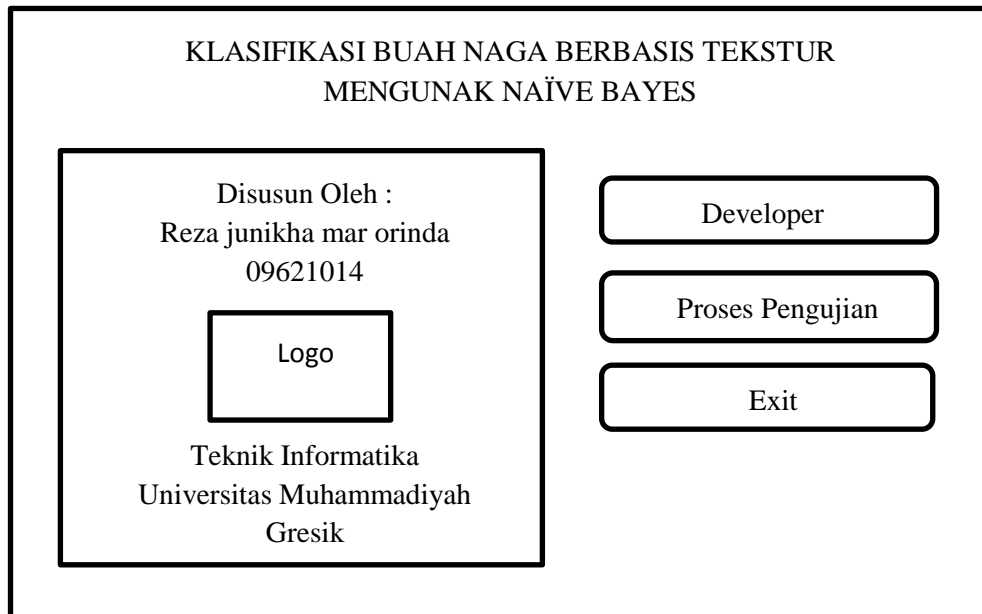 KLASIFIKASI BUAH NAGA BERBASIS TEKSTUR
MENGUNAK NAÏVE BAYES
Disusun Oleh :
Reza junikha mar orinda
09621014
Logo
Teknik Informatika
Universitas Muhammadiyah
Gresik
Developer
Proses Pengujian
Exit